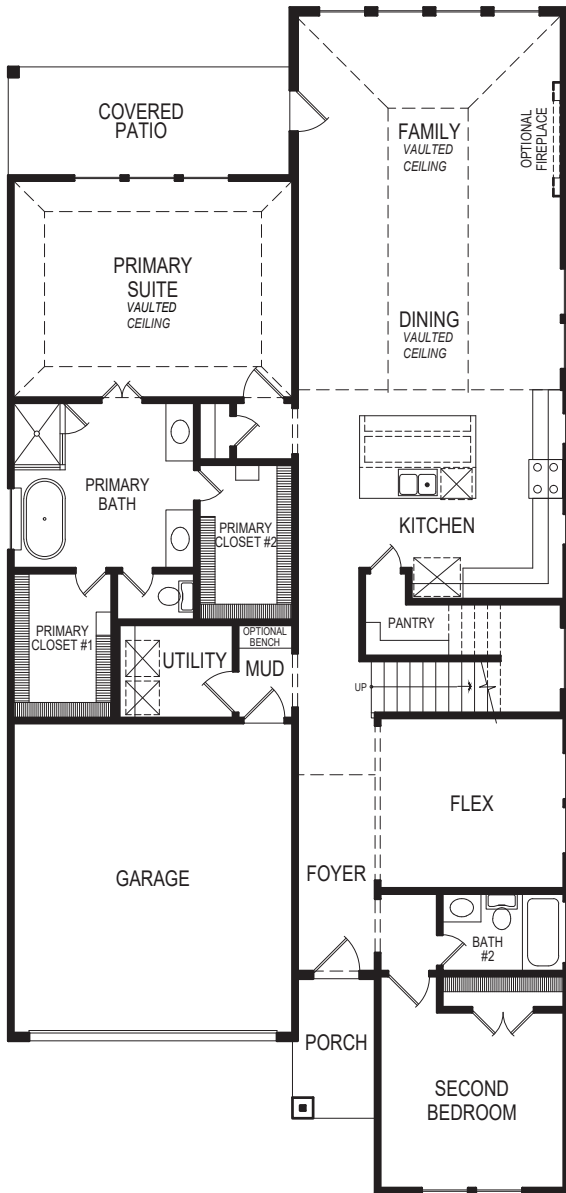 COVERED
PATIO
FAMILY
VAULTED
CEILING
OPTIONAL
FIREPLACE
PRIMARY
SUITE
VAULTED
CEILING
DINING
VAULTED
CEILING
PRIMARY
BATH
KITCHEN
PRIMARY
CLOSET #2
PRIMARY
CLOSET #1
PANTRY
OPTIONAL
BENCH
UTILITY
MUD
UP
FLEX
GARAGE
FOYER
BATH
#2
PORCH
SECOND
BEDROOM